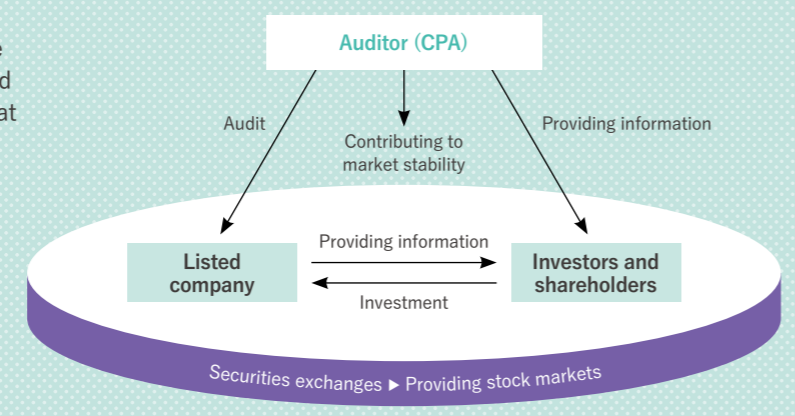 Auditor (CPA)
e
d
at
Audit
Contributing to
market stability
Providing information
Listed
company
Providing information
Investment
Investors and
shareholders
Securities exchanges ▶ Providing stock markets